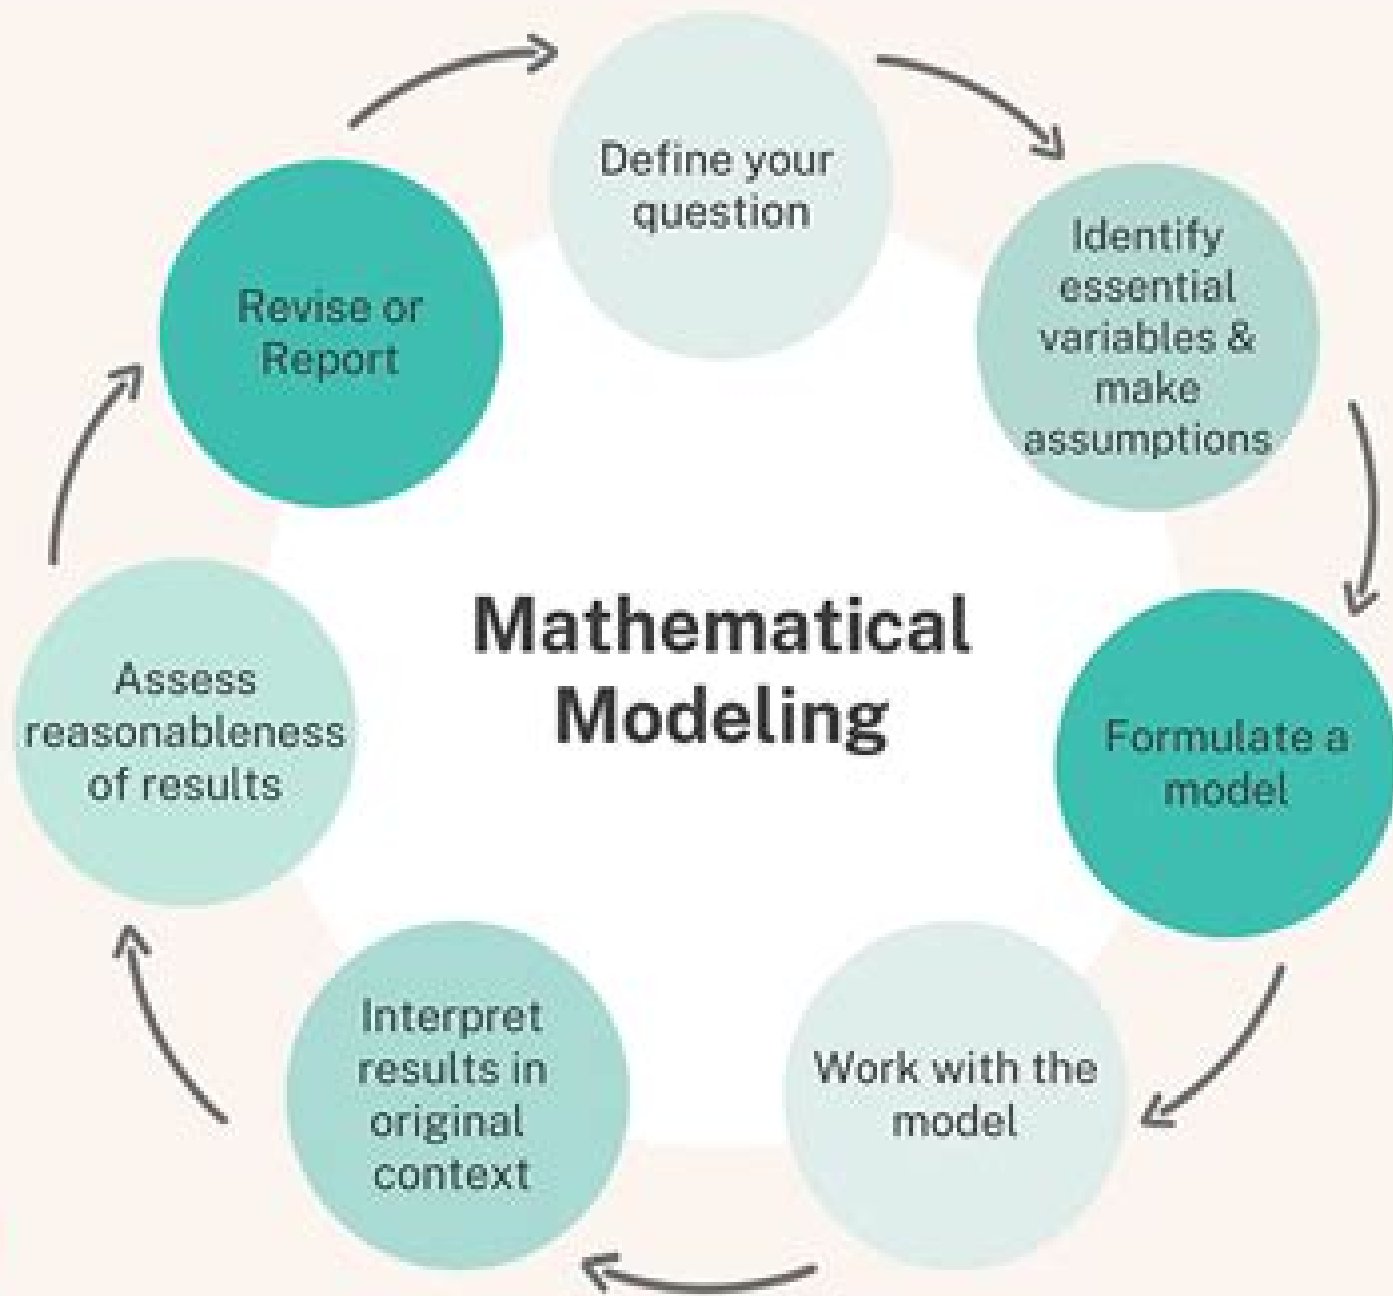 Define your
question
Identify
essential
variables &
make
assumptions
Formulate a
model
Work with the
model
Interpret
results in
original
context
Assess
reasonableness
of results
Revise or
Report
Mathematical
Modeling